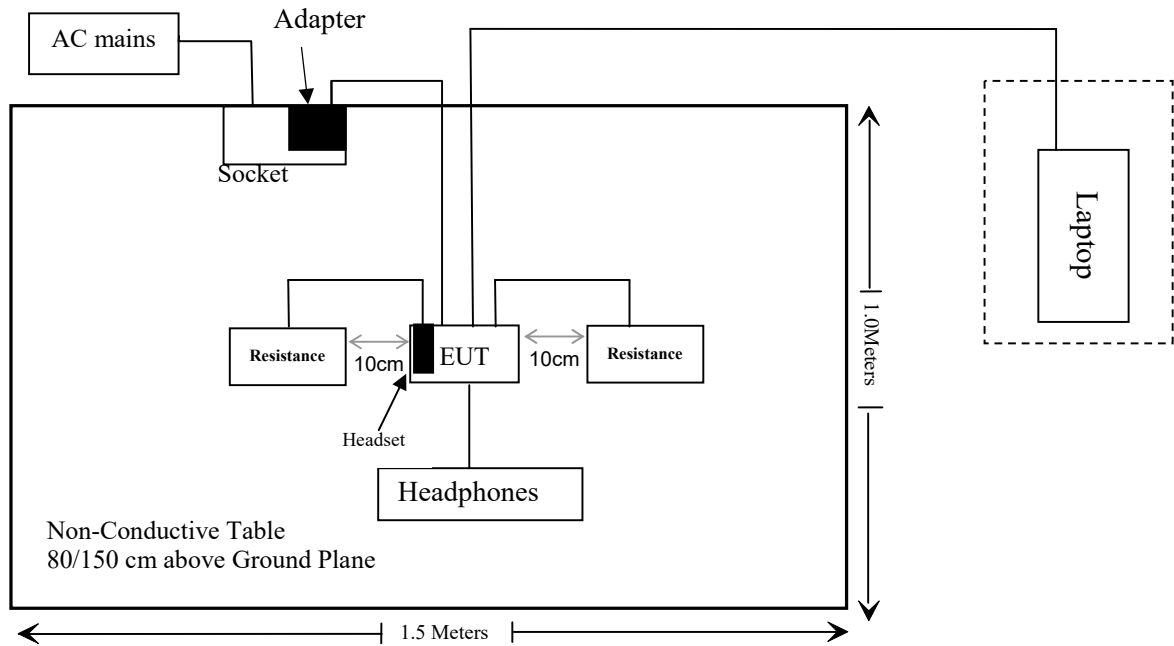 AC mains
Adapter
Socket
Laptop
1.0Meters
Resistance
10cm
EUT
10cm
Resistance
Headset
Headphones
Non-Conductive Table
80/150 cm above Ground Plane
1.5 Meters